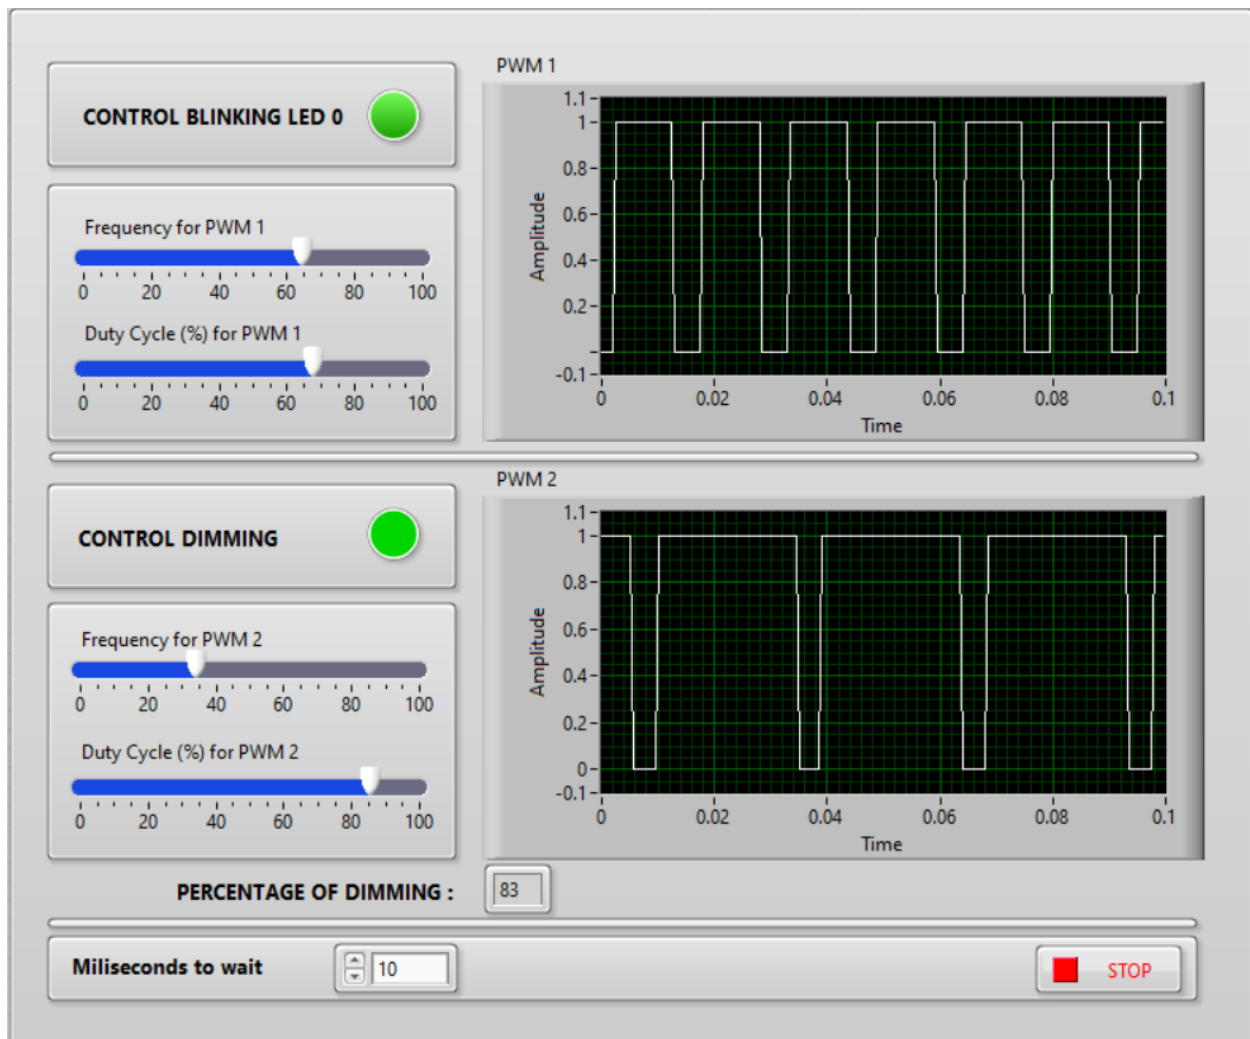 CONTROL BLINKING LED 0
Frequency for PWM 1
0 20 40 60 80 100
Duty Cycle (%) for PWM 1
0 20 40 60 80 100
PWM 1
1.1
1
0.8
0.6
0.4
0.2
-0.1
Amplitude
0 0.02 0.04 0.06 0.08 0.1
Time
CONTROL DIMMING
Frequency for PWM 2
0 20 40 60 80 100
Duty Cycle (%) for PWM 2
0 20 40 60 80 100
PWM 2
1.1
1
0.8
0.6
0.4
0.2
0
-0.1
Amplitude
0 0.02 0.04 0.06 0.08 0.1
Time
PERCENTAGE OF DIMMING : 83
Miliseconds to wait 10 STOP